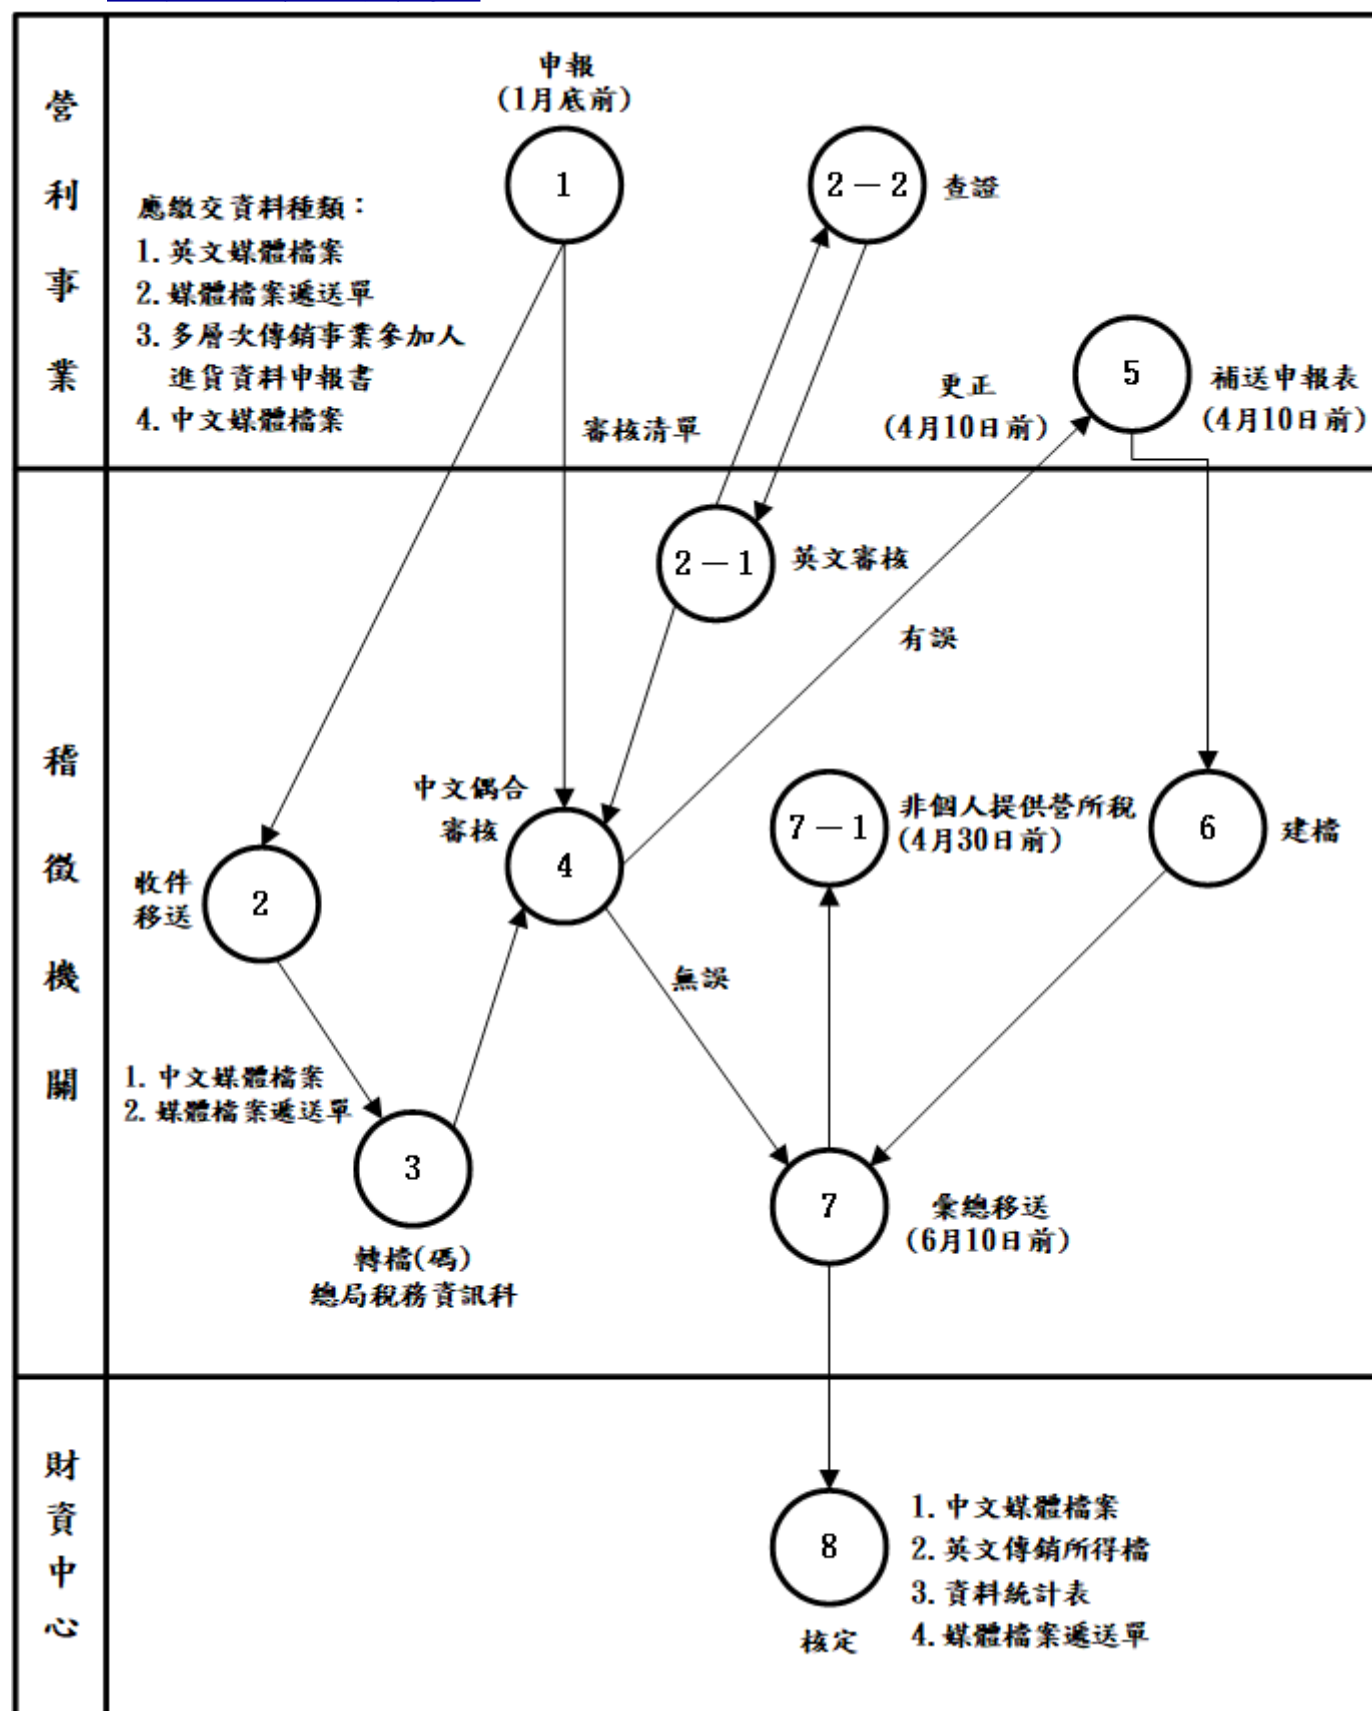 營利事業
申報
(1月底前)
1
2－2
查證
應繳交資料種類：
1. 英文媒體檔案
2. 媒體檔案遞送單
3. 多層次傳銷事業參加人
進貨資料申報書
4. 中文媒體檔案
審核清單
更正
(4月10日前)
5
補送申報表
(4月10日前)
稽徵機關
2－1
英文審核
有誤
中文偶合
審核
4
7－1
非個人提供營所稅
(4月30日前)
6
建檔
收件
移送
2
無誤
1. 中文媒體檔案
2. 媒體檔案遞送單
3
轉檔(碼)
總局稅務資訊科
7
彙總移送
(6月10日前)
財資中心
8
核定
1. 中文媒體檔案
2. 英文傳銷所得檔
3. 資料統計表
4. 媒體檔案遞送單